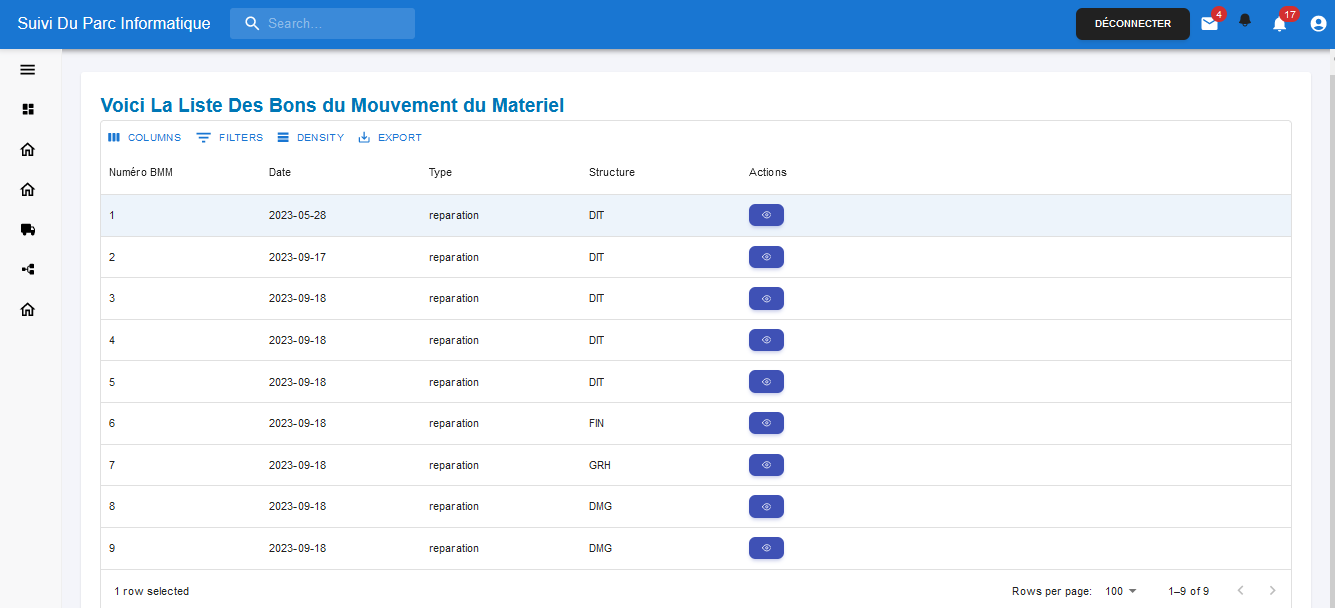 Suivi Du Parc Informatique Search... DÉCONNECTER 4 17
Voici La Liste Des Bons du Mouvement du Materiel
COLUMNS FILTERS DENSITY EXPORT
Numéro BMM Date Type Structure Actions
1 2023-05-28 reparation DIT
2 2023-09-17 reparation DIT
3 2023-09-18 reparation DIT
4 2023-09-18 reparation DIT
5 2023-09-18 reparation DIT
6 2023-09-18 reparation FIN
7 2023-09-18 reparation GRH
8 2023-09-18 reparation DMG
9 2023-09-18 reparation DMG
1 row selected Rows per page: 100 1–9 of 9